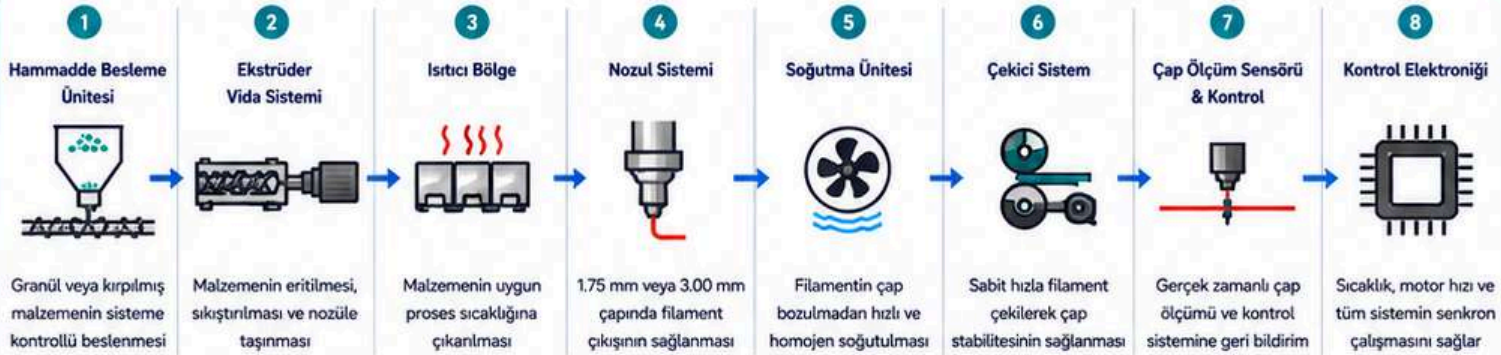 1
Hammadde Besleme
Ünitesi
Granül veya kırpılmış
malzemenin sisteme
kontrollü beslenmesi
2
Ekstrüder
Vida Sistemi
Malzemenin eritilmesi,
sıkıştırılması ve nozüle
taşınması
3
Isıtıcı Bölge
Malzemenin uygun
proses sıcaklığına
çıkarılması
4
Nozul Sistemi
1.75 mm veya 3.00 mm
çapında filament
çıkışının sağlanması
5
Soğutma Ünitesi
Filamentin çap
bozulmadan hızlı ve
homojen soğutulması
6
Çekici Sistem
Sabit hızla filament
çekilerek çap
stabilitesinin sağlanması
7
Çap Ölçüm Sensörü
& Kontrol
Gerçek zamanlı çap
ölçümü ve kontrol
sistemine geri bildirim
8
Kontrol Elektroniği
Sıcaklık, motor hızı ve
tüm sistemin senkron
çalışmasını sağlar